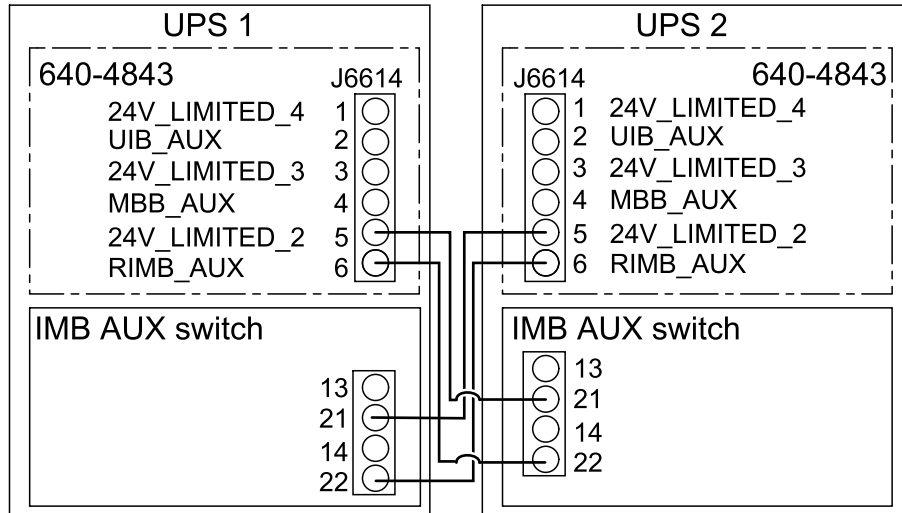 UPS 1
640-4843
J6614
24V_LIMITED_4 1
UIB_AUX 2
24V_LIMITED_3 3
MBB_AUX 4
24V_LIMITED_2 5
RIMB_AUX 6
IMB AUX switch
13
21
14
22
UPS 2
J6614
640-4843
1 24V_LIMITED_4
2 UIB_AUX
3 24V_LIMITED_3
4 MBB_AUX
5 24V_LIMITED_2
6 RIMB_AUX
IMB AUX switch
13
21
14
22